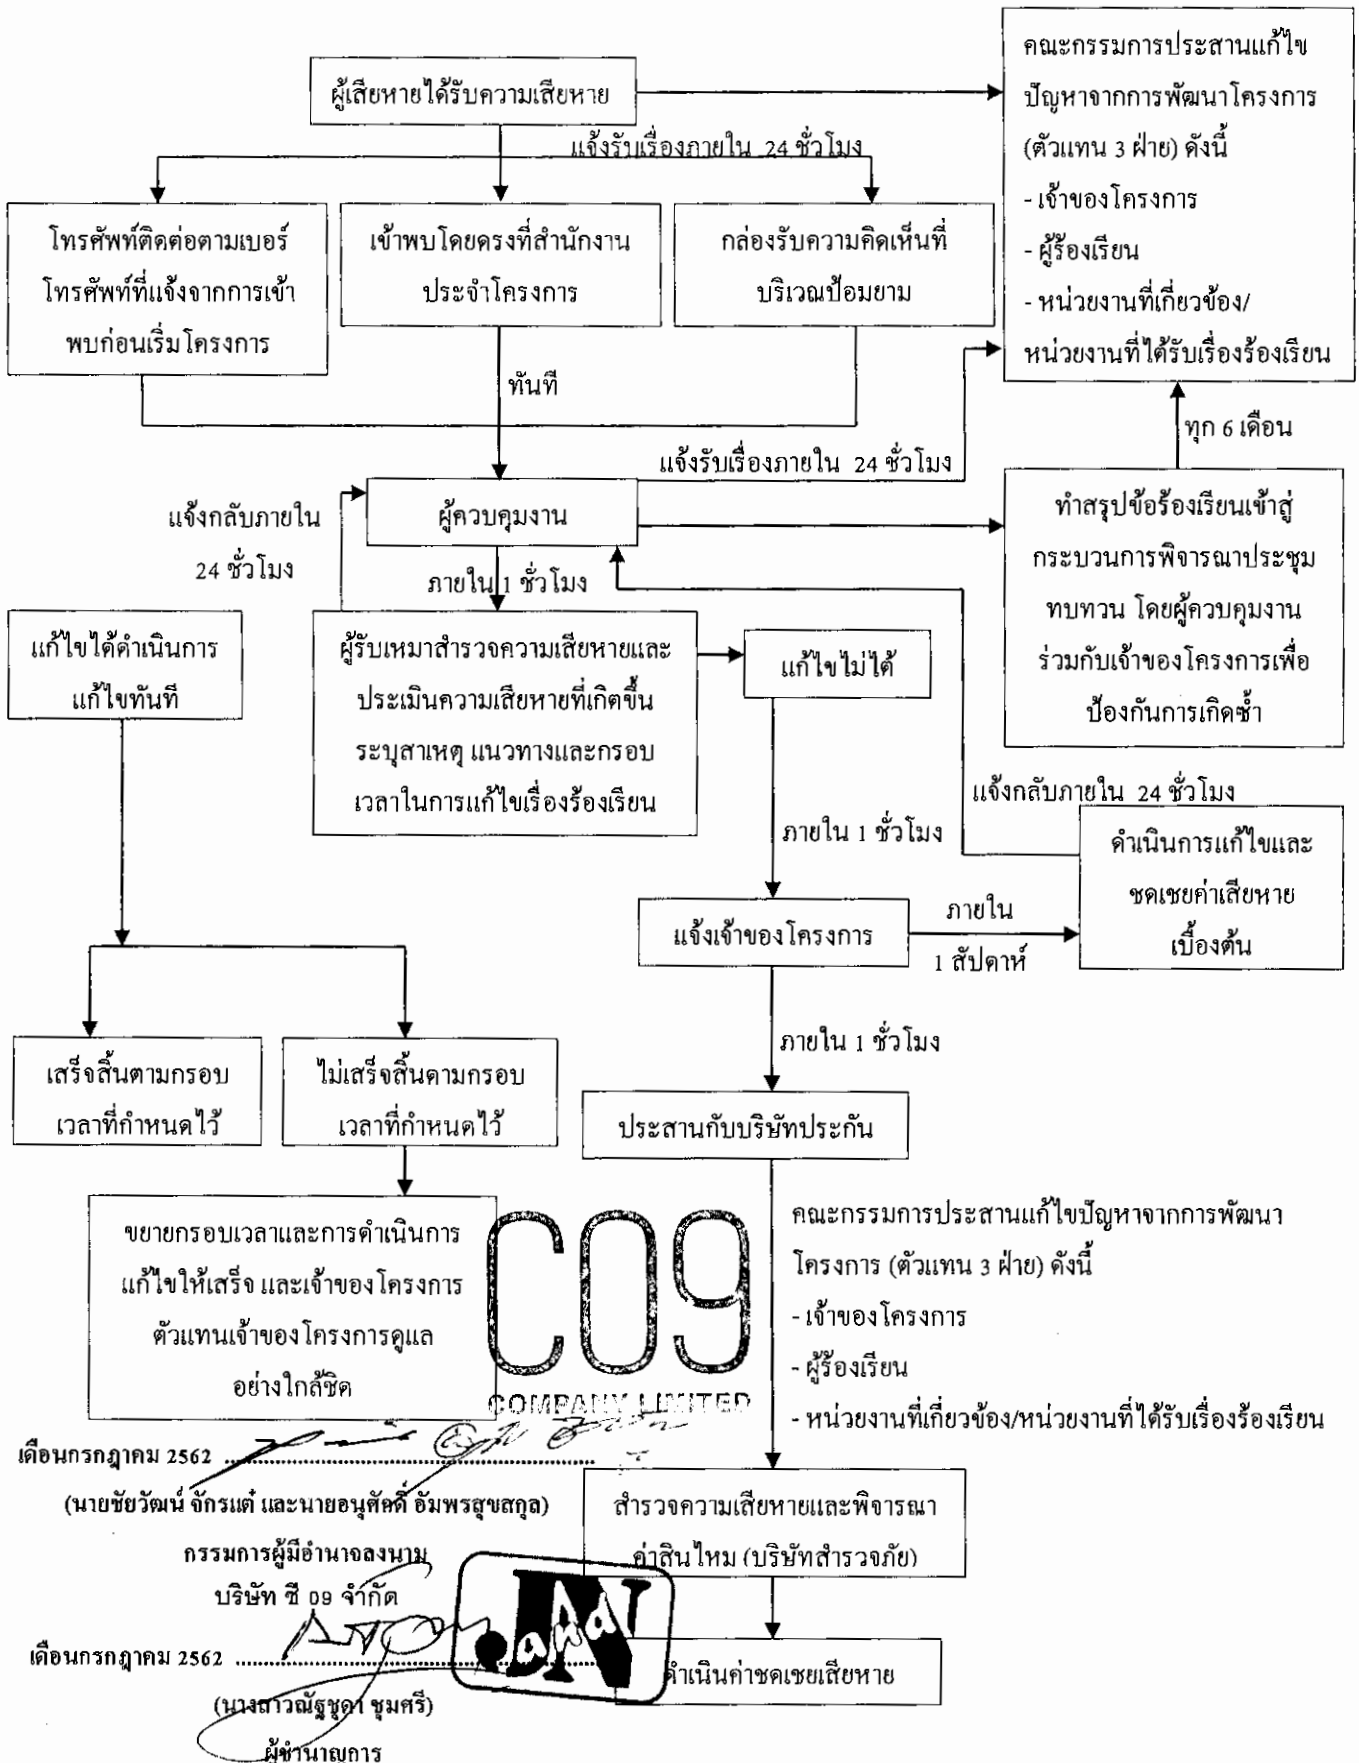 ผู้เสียหายได้รับความเสียหาย
คณะกรรมการประสานแก้ไข
ปัญหาจากการพัฒนาโครงการ
(ตัวแทน 3 ฝ่าย) ดังนี้
- เจ้าของโครงการ
- ผู้ร้องเรียน
- หน่วยงานที่เกี่ยวข้อง/
หน่วยงานที่ได้รับเรื่องร้องเรียน
แจ้งรับเรื่องภายใน 24 ชั่วโมง
โทรศัพท์ติดต่อตามเบอร์
โทรศัพท์ที่แจ้งจากการเข้า
พบก่อนเริ่มโครงการ
เข้าพบโดยตรงที่สำนักงาน
ประจำโครงการ
กล่องรับความคิดเห็นที่
บริเวณป้อมยาม
ทันที
ทุก 6 เดือน
แจ้งรับเรื่องภายใน 24 ชั่วโมง
แจ้งกลับภายใน
24 ชั่วโมง
ผู้ควบคุมงาน
ทำสรุปข้อร้องเรียนเข้าสู่
กระบวนการพิจารณาประชุม
ทบทวน โดยผู้ควบคุมงาน
ร่วมกับเจ้าของโครงการเพื่อ
ป้องกันการเกิดซ้ำ
ภายใน 1 ชั่วโมง
แก้ไขได้ดำเนินการ
แก้ไขทันที
ผู้รับเหมาสำรวจความเสียหายและ
ประเมินความเสียหายที่เกิดขึ้น
ระบุสาเหตุ แนวทางและกรอบ
เวลาในการแก้ไขเรื่องร้องเรียน
แก้ไขไม่ได้
แจ้งกลับภายใน 24 ชั่วโมง
ภายใน 1 ชั่วโมง
ดำเนินการแก้ไขและ
ชดเชยค่าเสียหาย
เบื้องต้น
แจ้งเจ้าของโครงการ
ภายใน
1 สัปดาห์
ภายใน 1 ชั่วโมง
เสร็จสิ้นตามกรอบ
เวลาที่กำหนดไว้
ไม่เสร็จสิ้นตามกรอบ
เวลาที่กำหนดไว้
ประสานกับบริษัทประกัน
ขยายกรอบเวลาและการดำเนินการ
แก้ไขให้เสร็จ และเจ้าของโครงการ
ตัวแทนเจ้าของโครงการดูแล
อย่างใกล้ชิด
C09
COMPANY LIMITED
คณะกรรมการประสานแก้ไขปัญหาจากการพัฒนา
โครงการ (ตัวแทน 3 ฝ่าย) ดังนี้
- เจ้าของโครงการ
- ผู้ร้องเรียน
- หน่วยงานที่เกี่ยวข้อง/หน่วยงานที่ได้รับเรื่องร้องเรียน
เดือนกรกฎาคม 2562
(นายชัยวัฒน์ จักรแต๋ และนายอนุศักดิ์ อัมพรสุขสกุล)
กรรมการผู้มีอำนาจลงนาม
บริษัท ซี 09 จำกัด
สำรวจความเสียหายและพิจารณา
ค่าสินไหม (บริษัทสำรวจภัย)
ดำเนินค่าชดเชยเสียหาย
เดือนกรกฎาคม 2562
(นางสาวณัฐชุดา ชุมศรี)
ผู้ชำนาญการ